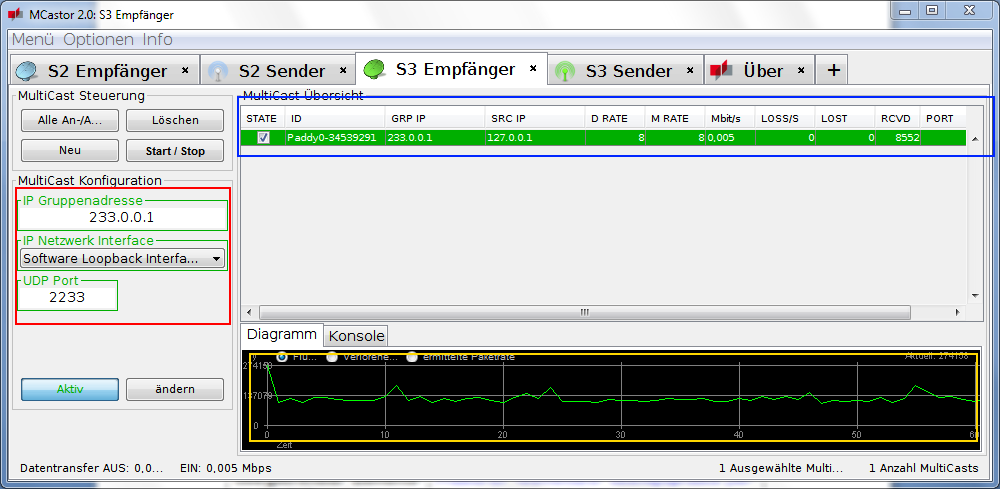 MCastor 2.0: S3 Empfänger
Menü Optionen Info
S2 Empfänger × S2 Sender × S3 Empfänger × S3 Sender × Über × +
MultiCast Steuerung
Alle An-/A... Löschen
Neu Start / Stop
MultiCast Konfiguration
IP Gruppenadresse
233.0.0.1
IP Netzwerk Interface
Software Loopback Interfa...
UDP Port
2233
Aktiv ändern
MultiCast Übersicht
STATE ID GRP IP SRC IP D RATE M RATE Mbit/s LOSS/S LOST RCVD PORT
Paddy0-34539291 233.0.0.1 127.0.0.1 8 8 0,005 0 0 8552
Diagramm Konsole
Y Flu... Verlorene... ermittelte Paketrate Aktuell: 274158
274159
137079
0
0 10 20 30 40 50 60
Zeit
Datentransfer AUS: 0,0... EIN: 0,005 Mbps 1 Ausgewählte Multi... 1 Anzahl MultiCasts